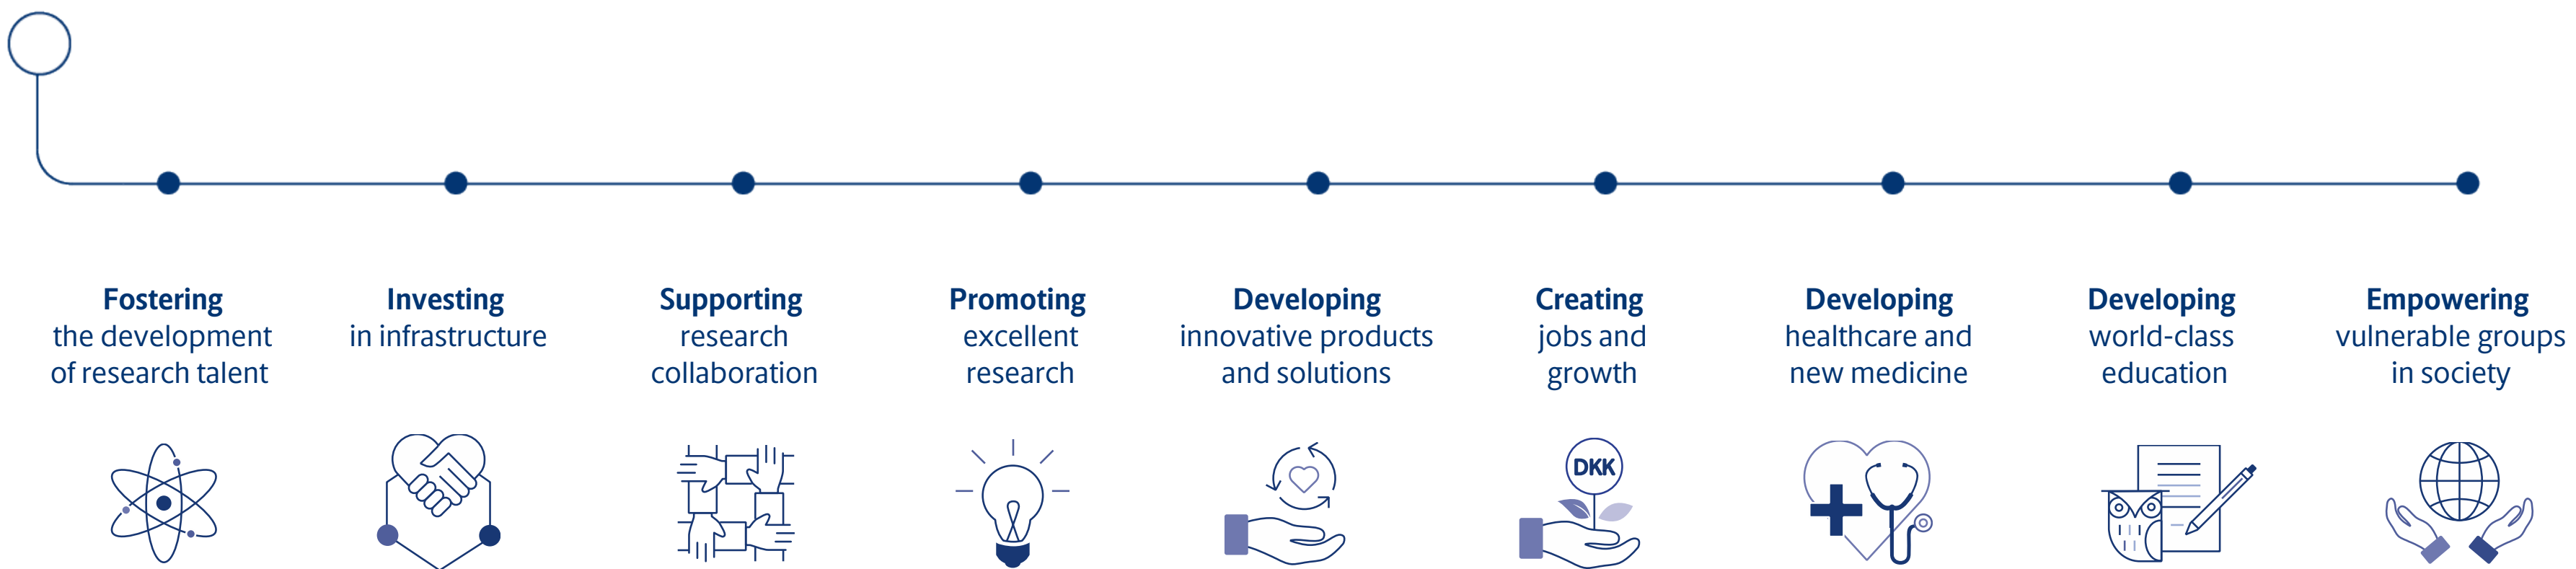 Fostering
the development
of research talent
Investing
in infrastructure
Supporting
research
collaboration
Promoting
excellent
research
Developing
innovative products
and solutions
Creating
jobs and
growth
Developing
healthcare and
new medicine
Developing
world-class
education
Empowering
vulnerable groups
in society
DKK